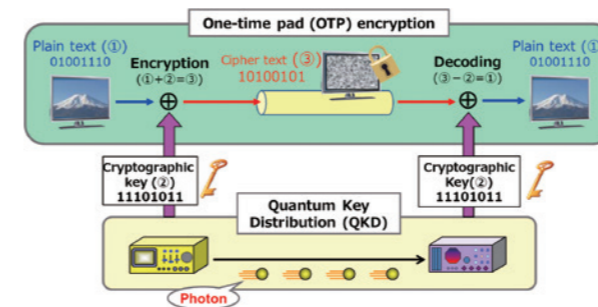 One-time pad (OTP) encryption
Plain text (①)
01001110
Encryption
(①+②=③)
Cipher text (③)
10100101
Decoding
(③-②=①)
Plain text (①)
01001110
Cryptographic
key (②)
11101011
Cryptographic
Key(②)
11101011
Quantum Key
Distribution (QKD)
Photon